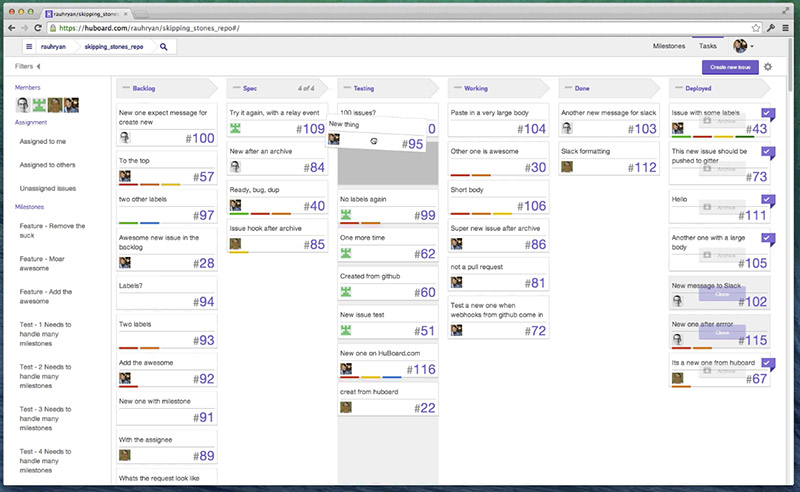 rauhryan/skipping_stones_
https://huboard.com/rauhryan/skipping_stones_repo#/
rauhryan
skipping_stones_repo
Milestones
Tasks
Filters
Create new issue
Members
Assignment
Assigned to me
Assigned to others
Unassigned issues
Milestones
Feature - Remove the
suck
Feature - Moar
awesome
Feature - Add the
awesome
Test - 1 Needs to
handle many
milestones
Test - 2 Needs to
handle many
milestones
Test - 3 Needs to
handle many
milestones
Test - 4 Needs to
handle many
milestones
Backlog
New one expect message for
create new
#100
To the top
#57
two other labels
#97
Awesome new issue in the
backlog
#28
Labels?
#94
Two labels
#93
Add the awesome
#92
New one with milestone
#91
With the assignee
#89
Whats the request look like
Spec
4 of 4
Try it again, with a relay event
#109
New after an archive
#84
Ready, bug, dup
#40
Issue hook after archive
#85
Testing
100 issues?
0
New thing
#95
No labels again
#99
One more time
#62
Created from github
#60
New issue test
#51
New one on HuBoard.com
#116
creat from huboard
#22
Working
Paste in a very large body
#104
Other one is awesome
#30
Short body
#106
Super new issue after archive
#86
not a pull request
#81
Test a new one when
webhooks from github come in
#72
Done
Another new message for slack
#103
Slack formatting
#112
Deployed
Issue with some labels
Archive
#43
This new issue should be
pushed to gitter
Archive
#73
Hello
Archive
#111
Another one with a large
body
Archive
#105
New message to Slack
Close
#102
New one after errror
Close
#115
Its a new one from huboard
Archive
#67